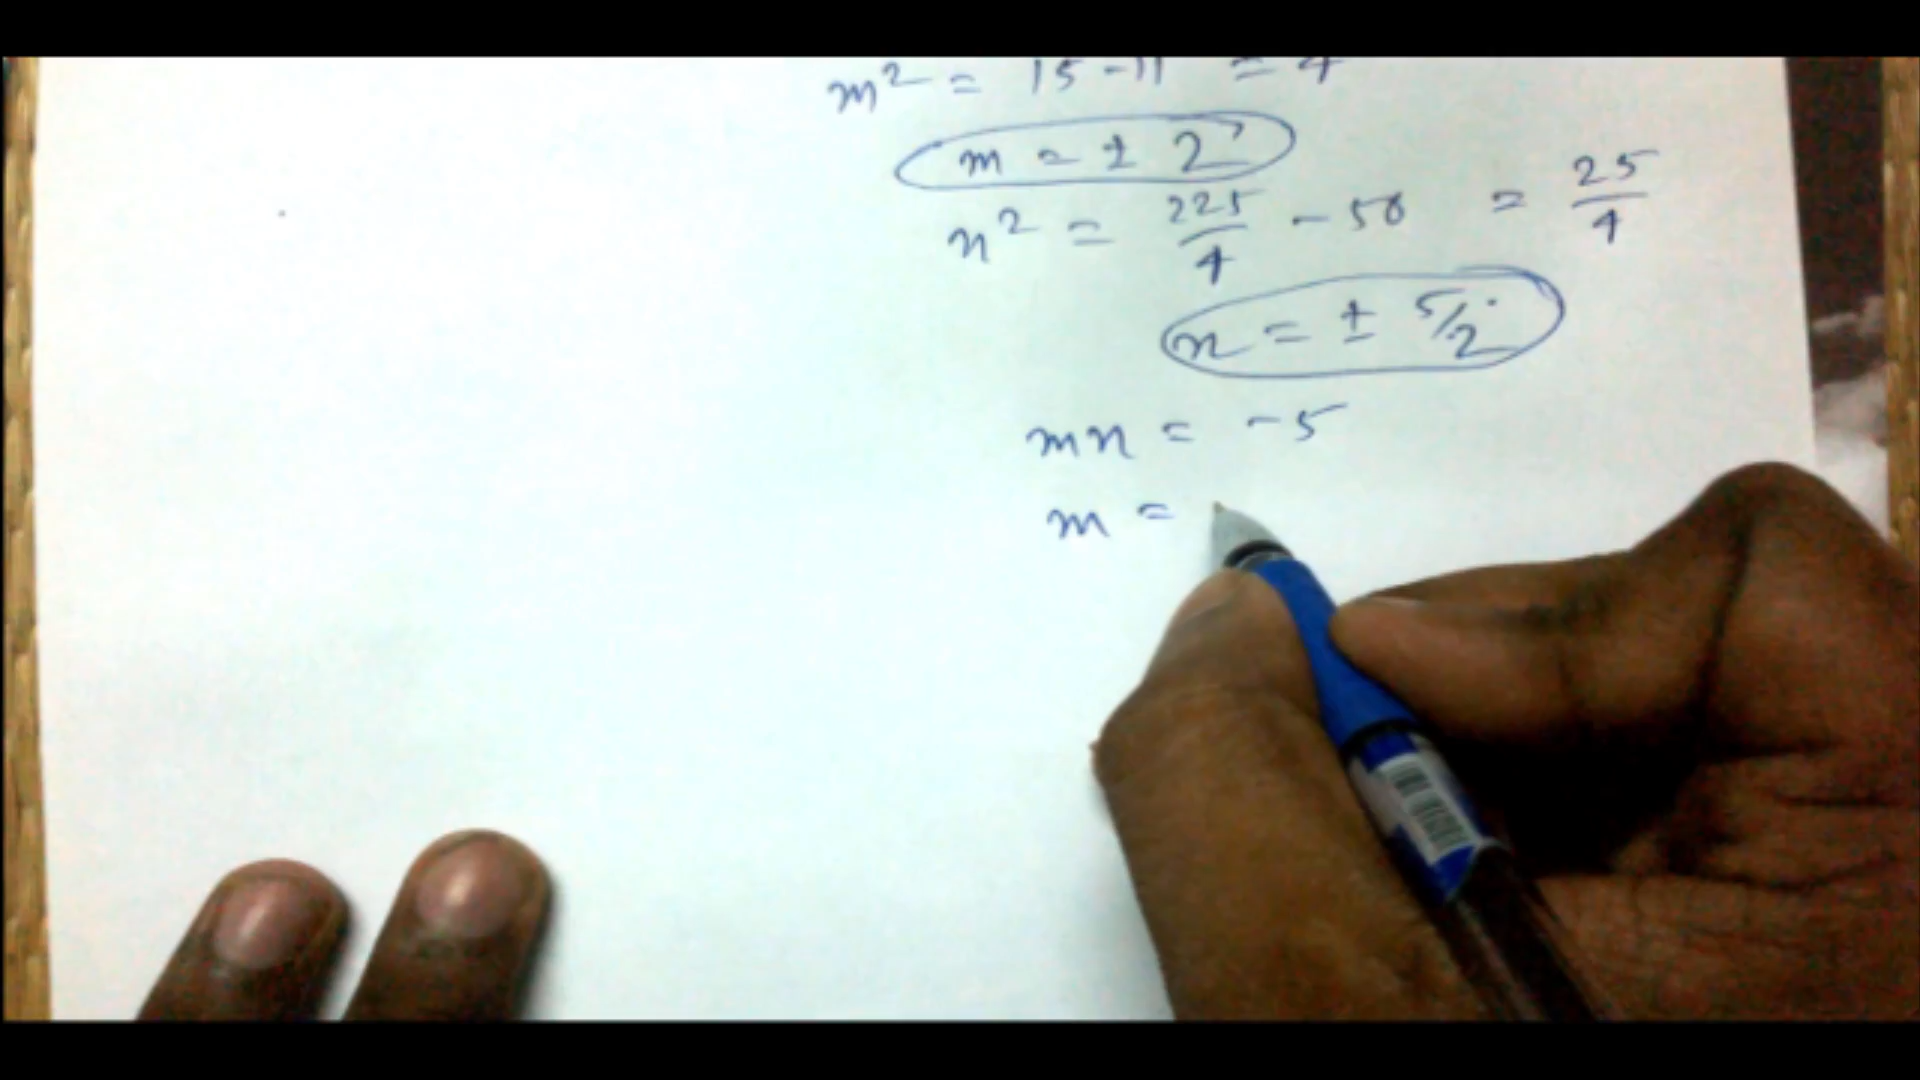 m² = 15 - 11 = 4
m = ± 2
n² = 225/4 - 50 = 25/4
n = ± 5/2
mn = -5
m =